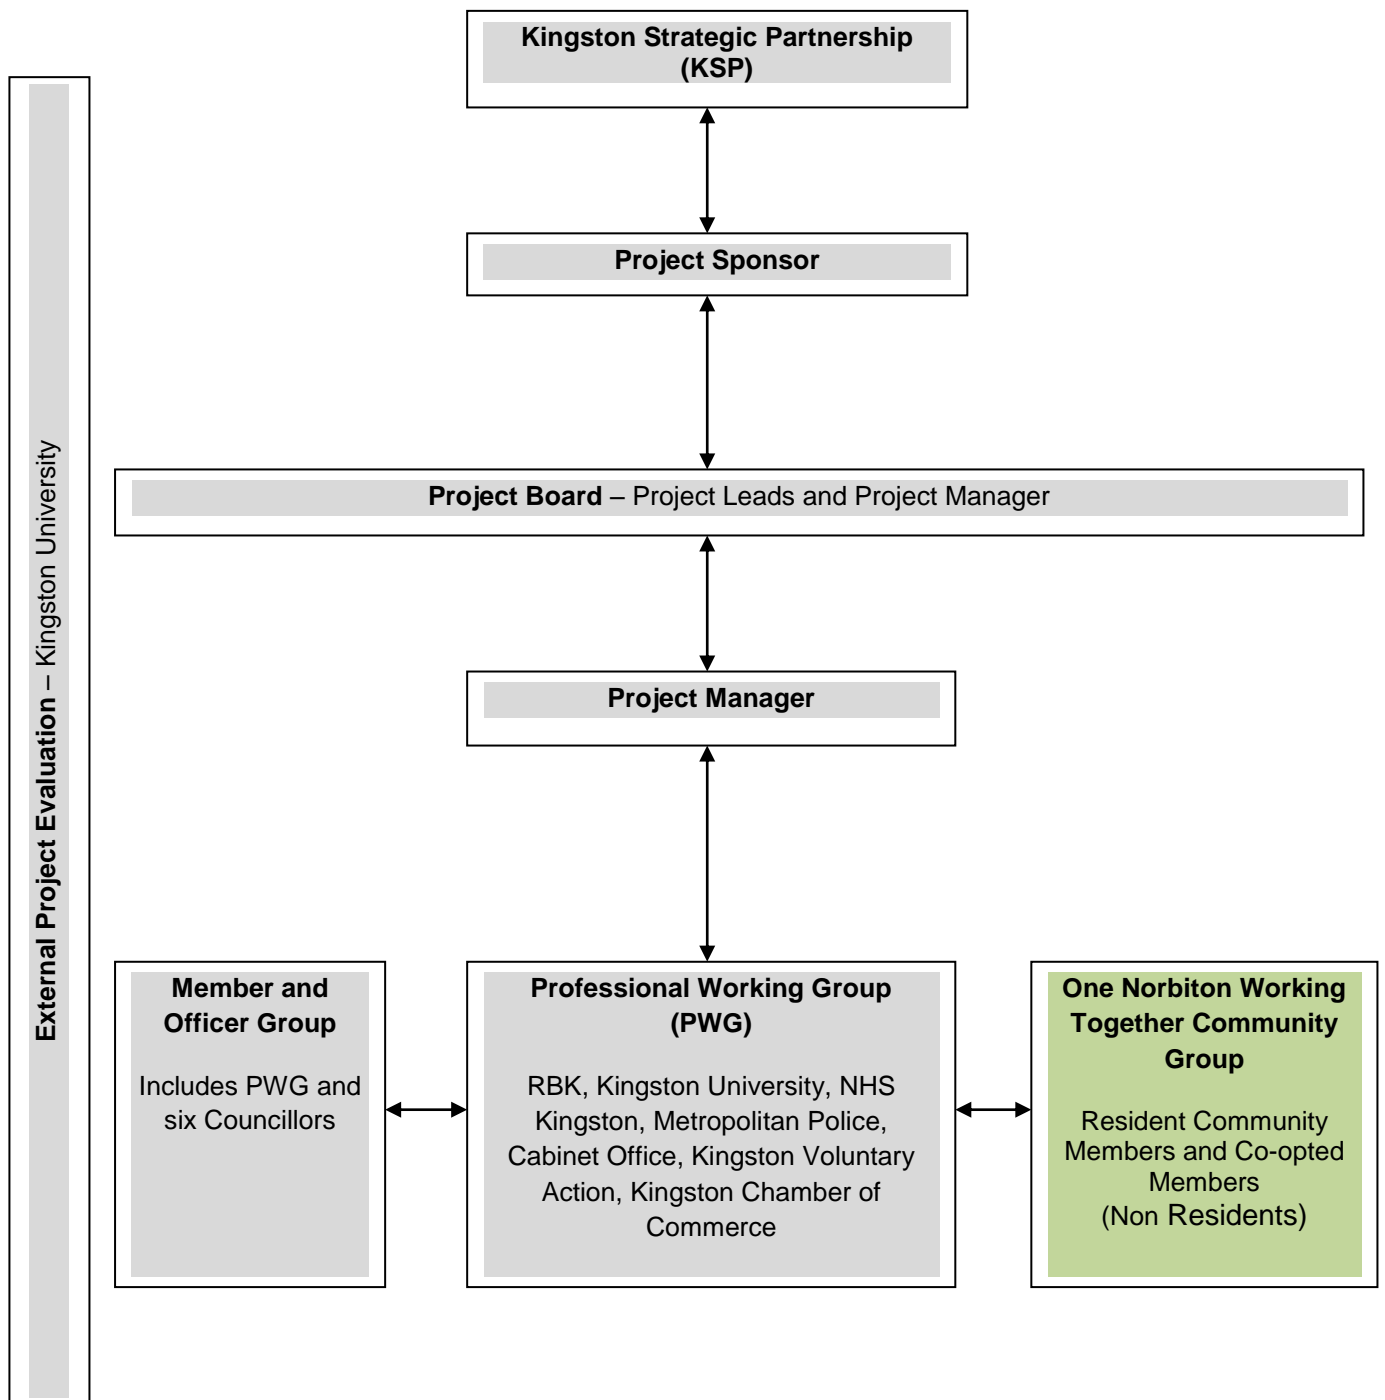 Kingston Strategic Partnership
(KSP)
Project Sponsor
Project Board – Project Leads and Project Manager
Project Manager
External Project Evaluation – Kingston University
Member and
Officer Group
Includes PWG and
six Councillors
Professional Working Group
(PWG)
RBK, Kingston University, NHS
Kingston, Metropolitan Police,
Cabinet Office, Kingston Voluntary
Action, Kingston Chamber of
Commerce
One Norbiton Working
Together Community
Group
Resident Community
Members and Co-opted
Members
(Non Residents)